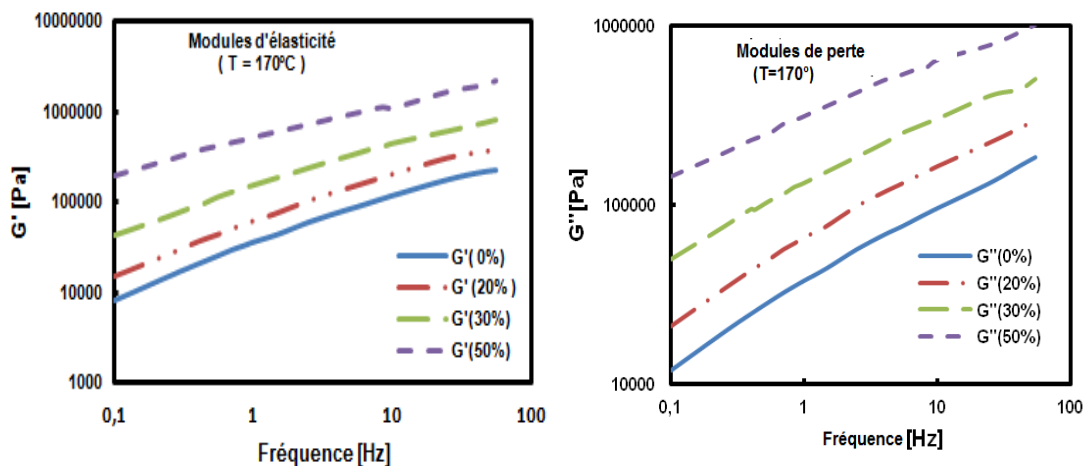 10000000
1000000
100000
10000
1000
G' [Pa]
Modules d'élasticité
( T = 170ºC )
G'( 0%)
G'(20% )
G'(30%)
G'(50%)
0,1 1 10 100
Fréquence [Hz]
1000000
100000
10000
G'' [Pa]
Modules de perte
(T=170°)
G''(0%)
G''(20%)
G''(30%)
G''(50%)
0,1 1 10 100
Fréquence [Hz]